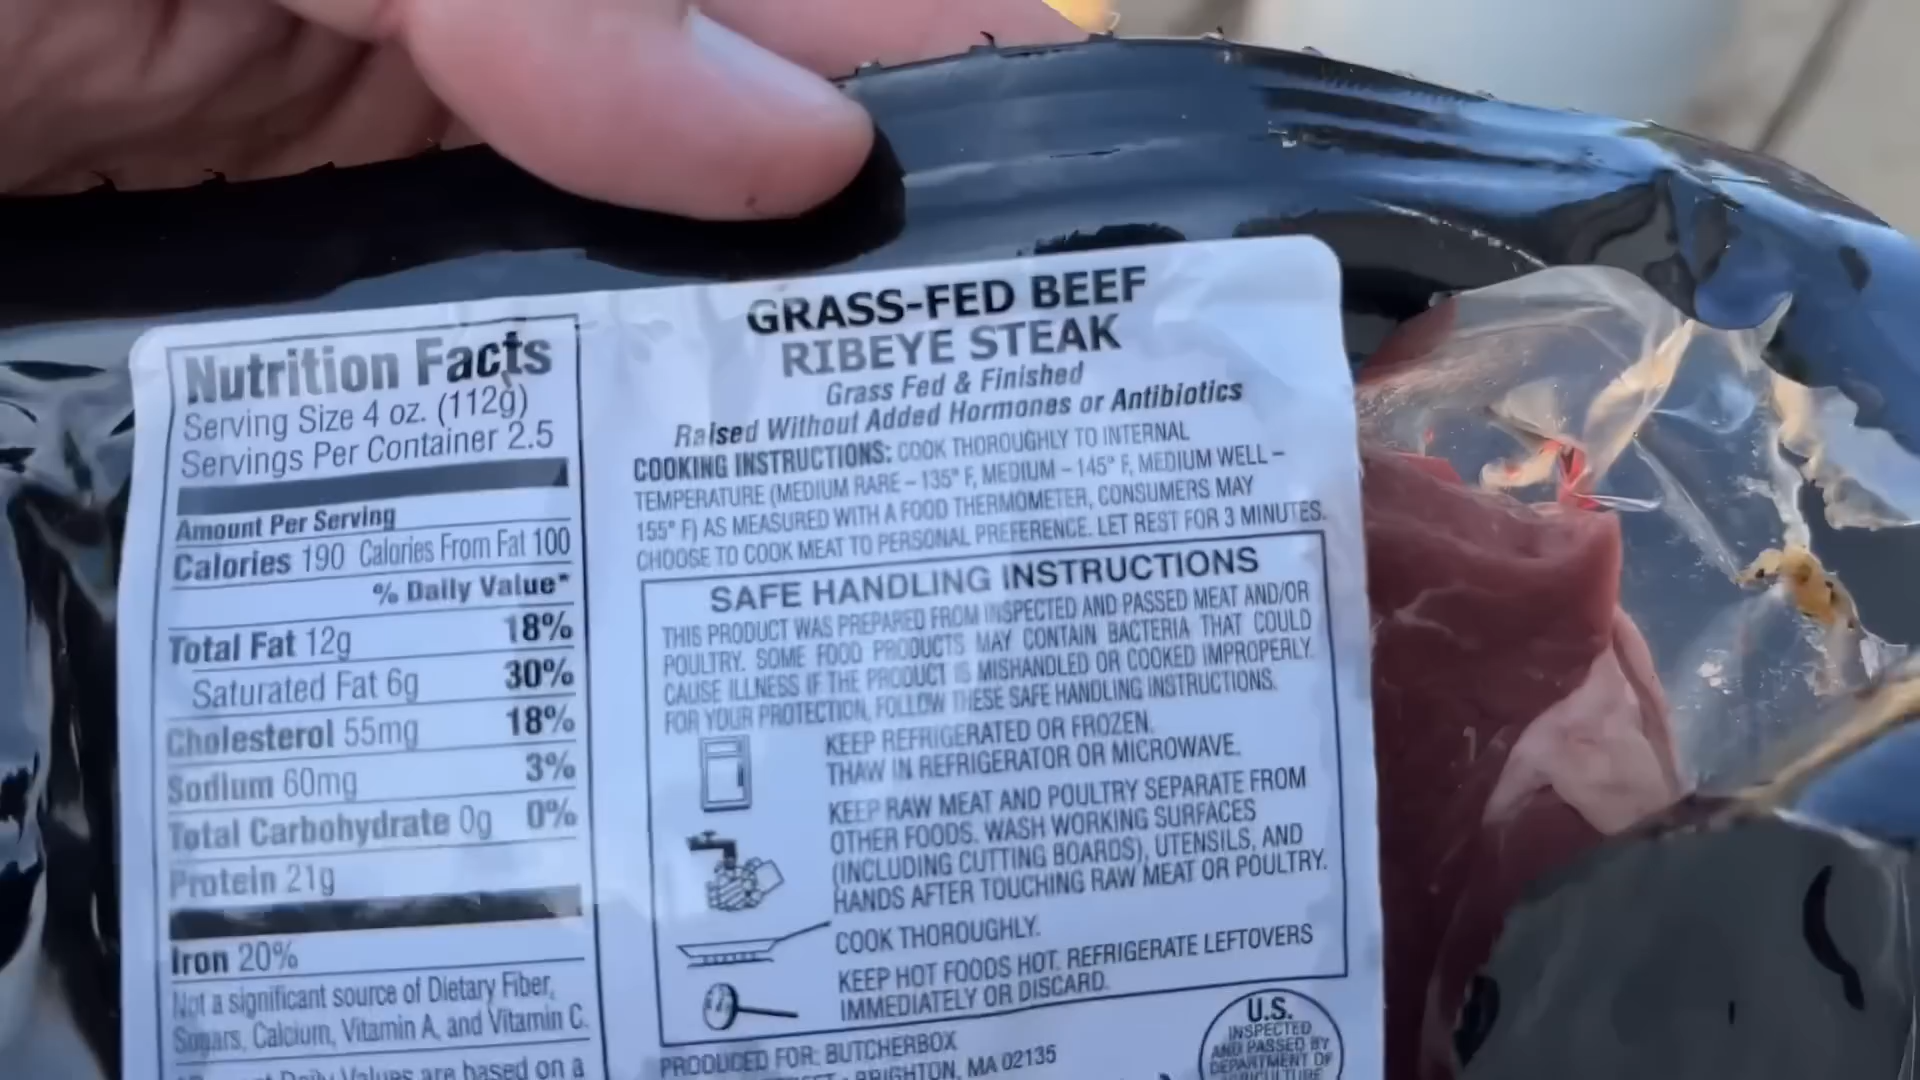 Nutrition Facts
Serving Size 4 oz. (112g)
Servings Per Container 2.5
Amount Per Serving
Calories 190 Calories From Fat 100
% Daily Value*
Total Fat 12g 18%
Saturated Fat 6g 30%
Cholesterol 55mg 18%
Sodium 60mg 3%
Total Carbohydrate 0g 0%
Protein 21g
Iron 20%
Not a significant source of Dietary Fiber,
Sugars, Calcium, Vitamin A, and Vitamin C.
Daily Values are based on a
GRASS-FED BEEF
RIBEYE STEAK
Grass Fed & Finished
Raised Without Added Hormones or Antibiotics
COOKING INSTRUCTIONS: COOK THOROUGHLY TO INTERNAL
TEMPERATURE (MEDIUM RARE – 135° F, MEDIUM – 145° F, MEDIUM WELL –
155° F) AS MEASURED WITH A FOOD THERMOMETER, CONSUMERS MAY
CHOOSE TO COOK MEAT TO PERSONAL PREFERENCE. LET REST FOR 3 MINUTES.
SAFE HANDLING INSTRUCTIONS
THIS PRODUCT WAS PREPARED FROM INSPECTED AND PASSED MEAT AND/OR
POULTRY. SOME FOOD PRODUCTS MAY CONTAIN BACTERIA THAT COULD
CAUSE ILLNESS IF THE PRODUCT IS MISHANDLED OR COOKED IMPROPERLY.
FOR YOUR PROTECTION, FOLLOW THESE SAFE HANDLING INSTRUCTIONS.
KEEP REFRIGERATED OR FROZEN.
THAW IN REFRIGERATOR OR MICROWAVE.
KEEP RAW MEAT AND POULTRY SEPARATE FROM
OTHER FOODS. WASH WORKING SURFACES
(INCLUDING CUTTING BOARDS), UTENSILS, AND
HANDS AFTER TOUCHING RAW MEAT OR POULTRY.
COOK THOROUGHLY.
KEEP HOT FOODS HOT. REFRIGERATE LEFTOVERS
IMMEDIATELY OR DISCARD.
PRODUCED FOR: BUTCHERBOX
BRIGHTON, MA 02135
U.S.
INSPECTED
AND PASSED BY
DEPARTMENT OF
AGRICULTURE